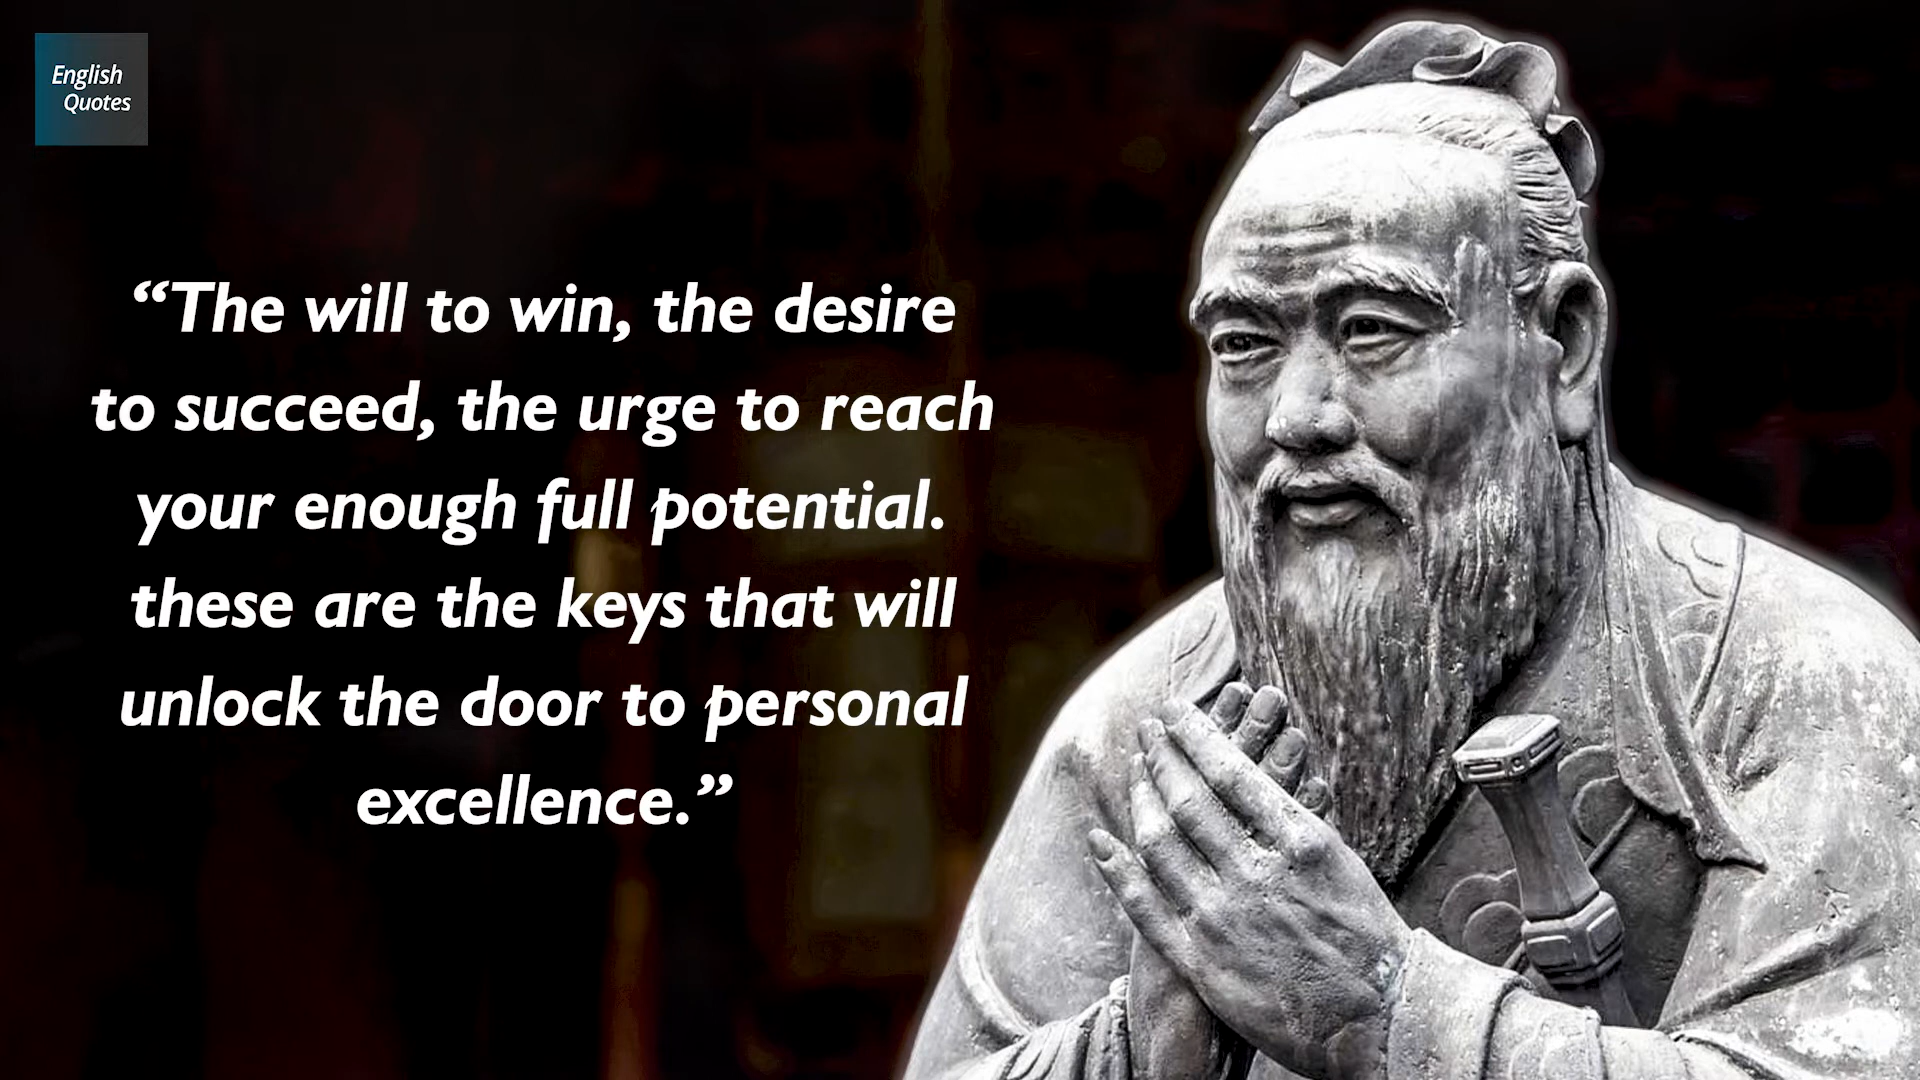 English
Quotes
“The will to win, the desire
to succeed, the urge to reach
your enough full potential.
these are the keys that will
unlock the door to personal
excellence.”